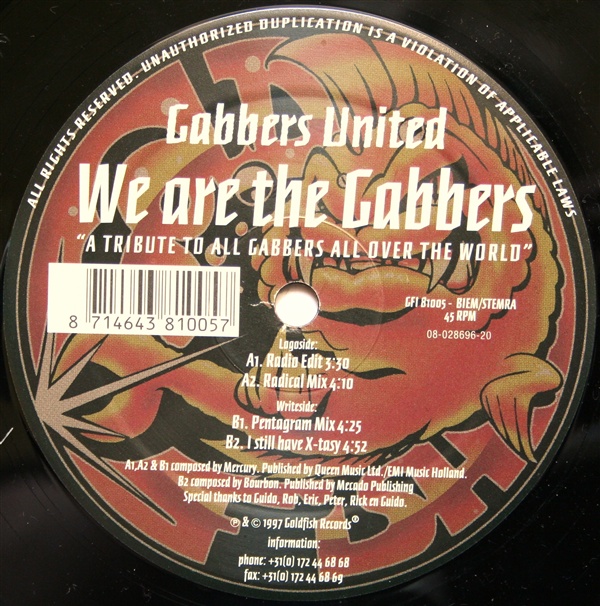 ALL RIGHTS RESERVED. UNAUTHORIZED DUPLICATION IS A VIOLATION OF APPLICABLE LAWS
Gabbers United
We are the Gabbers
"A TRIBUTE TO ALL GABBERS ALL OVER THE WORLD"
8 714643 810057
GFI 81005 - BIEM/STEMRA
45 RPM
08-028696-20
Logoside:
A1. Radio Edit 3:30
A2. Radical Mix 4:10
Writeside:
B1. Pentagram Mix 4:25
B2. I still have X-tasy 4:52
A1,A2 & B1 composed by Mercury. Published by Queen Music Ltd./EMI Music Holland.
B2 composed by Bourbon. Published by Mecado Publishing
Special thanks to Guido, Rob, Eric, Peter, Rick en Guido.
℗ & © 1997 Goldfish Records®
information:
phone: +31(0) 172 44 68 68
fax: +31(0) 172 44 68 69